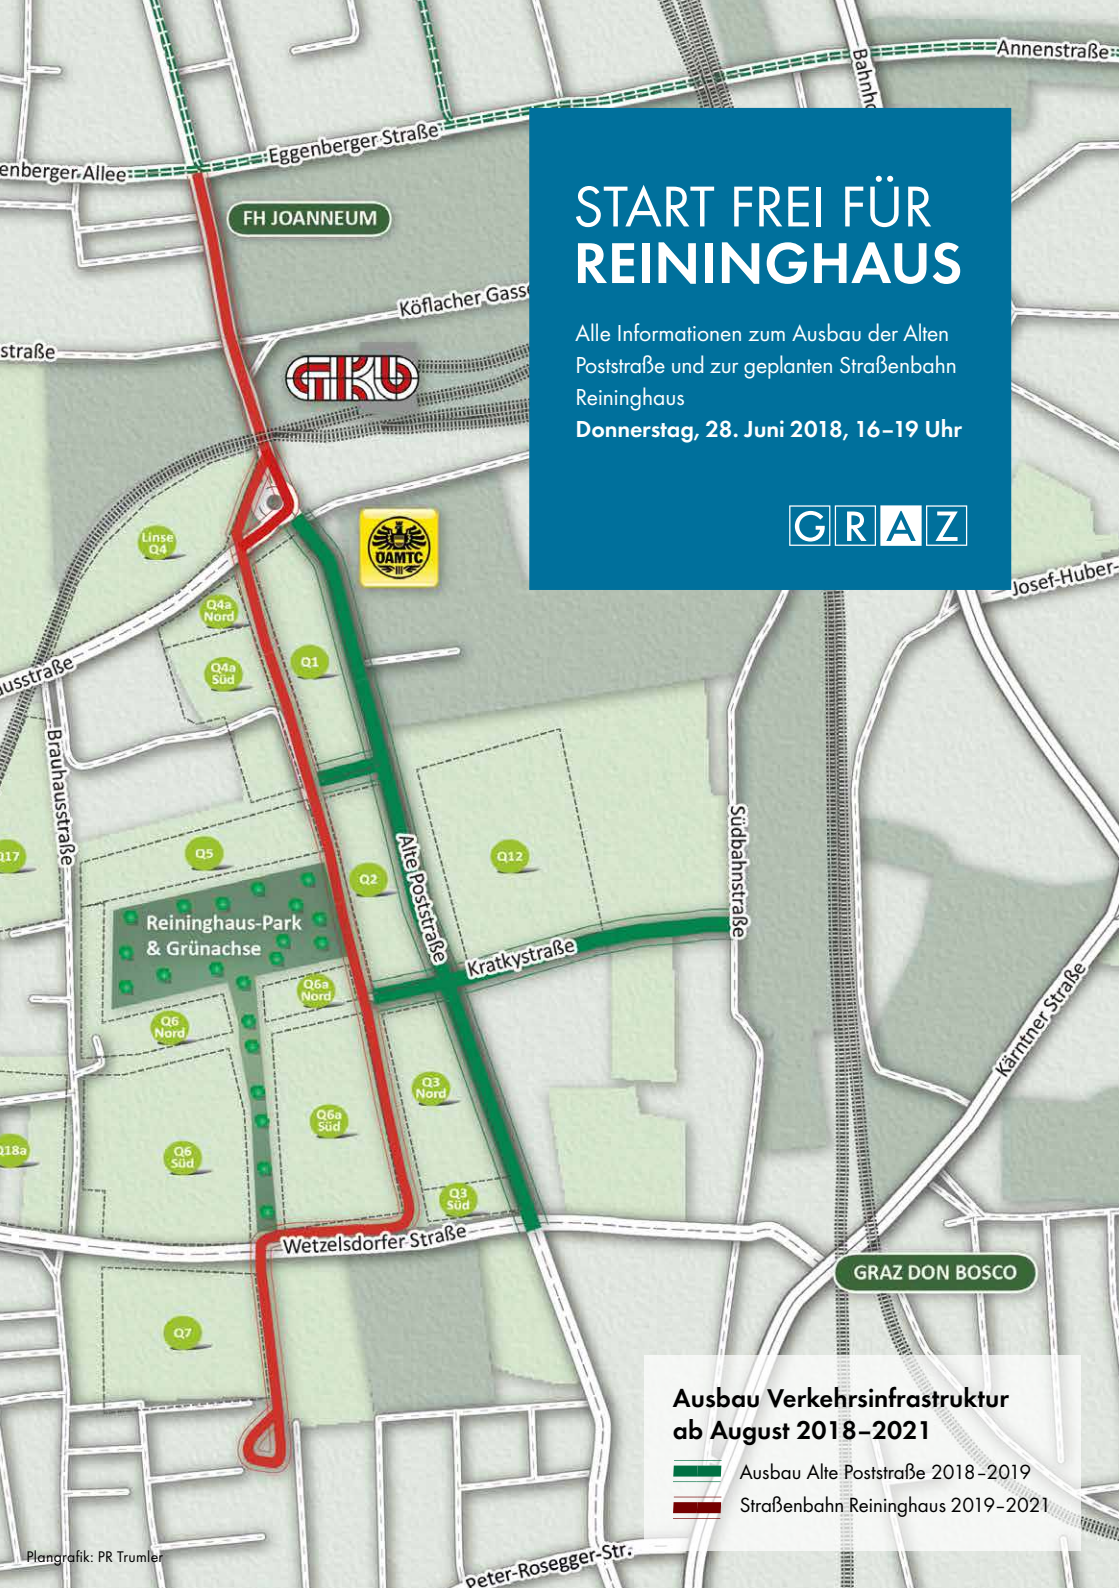 Annenstraße
Bahnho
Eggenberger Straße
enberger Allee
FH JOANNEUM
START FREI FÜR
REININGHAUS
Alle Informationen zum Ausbau der Alten
Poststraße und zur geplanten Straßenbahn
Reininghaus
Donnerstag, 28. Juni 2018, 16–19 Uhr
GRAZ
Köflacher Gasse
straße
GKB
Linse
Q4
ÖAMTC
Josef-Huber-
Q4a
Nord
Q4a
Süd
Q1
usstraße
Brauhausstraße
Q17
Q5
Q2
Alte Poststraße
Q12
Südbahnstraße
Reininghaus-Park
& Grünachse
Kratkystraße
Q6a
Nord
Q6
Nord
Kärntner Straße
Q3
Nord
Q6a
Süd
Q18a
Q6
Süd
Q3
Süd
Wetzelsdorfer Straße
GRAZ DON BOSCO
Q7
Ausbau Verkehrsinfrastruktur
ab August 2018–2021
Ausbau Alte Poststraße 2018–2019
Straßenbahn Reininghaus 2019–2021
Plangrafik: PR Trumler
Peter-Rosegger-Str.